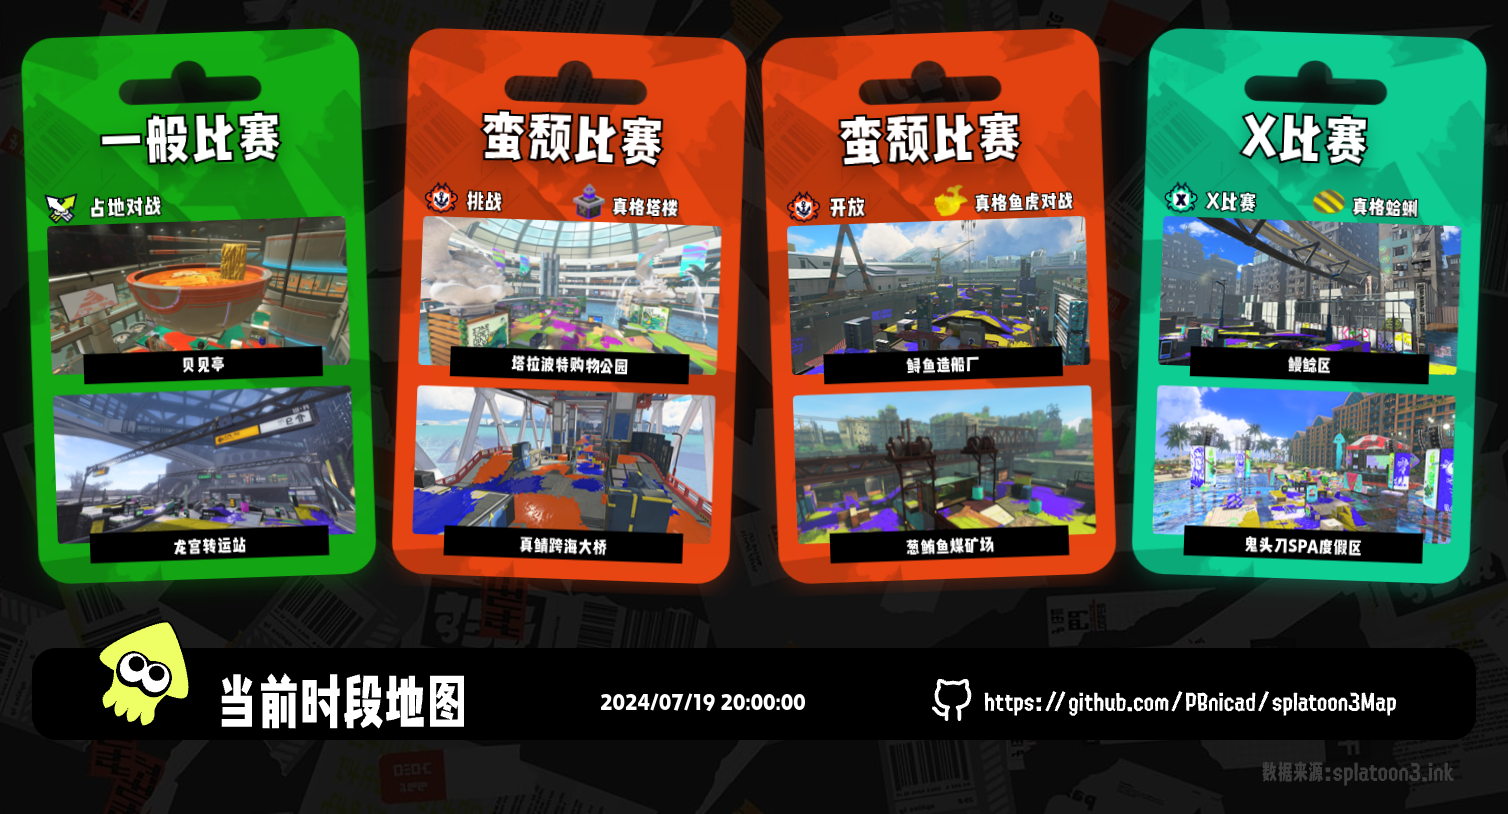 一般比赛
占地对战
贝见亭
龙宫转运站
蛮颓比赛
挑战
真格塔楼
塔拉波特购物公园
真鲭跨海大桥
蛮颓比赛
开放
真格鱼虎对战
鲟鱼造船厂
葱鲔鱼煤矿场
X比赛
X比赛
真格蛤蜊
鳗鲶区
鬼头刀SPA度假区
当前时段地图
2024/07/19 20:00:00
https://github.com/PBnicad/splatoon3Map
数据来源:splatoon3.ink